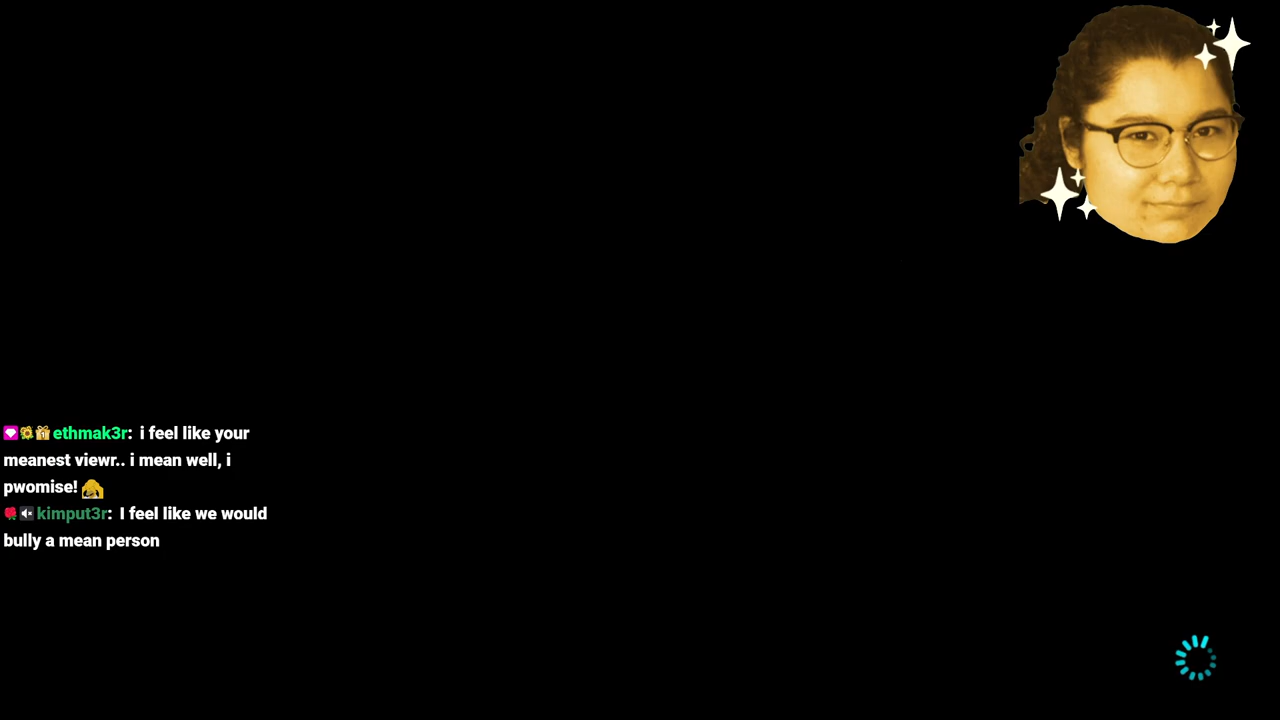 ethmak3r: i feel like your
meanest viewr.. i mean well, i
pwomise!
kimput3r: I feel like we would
bully a mean person